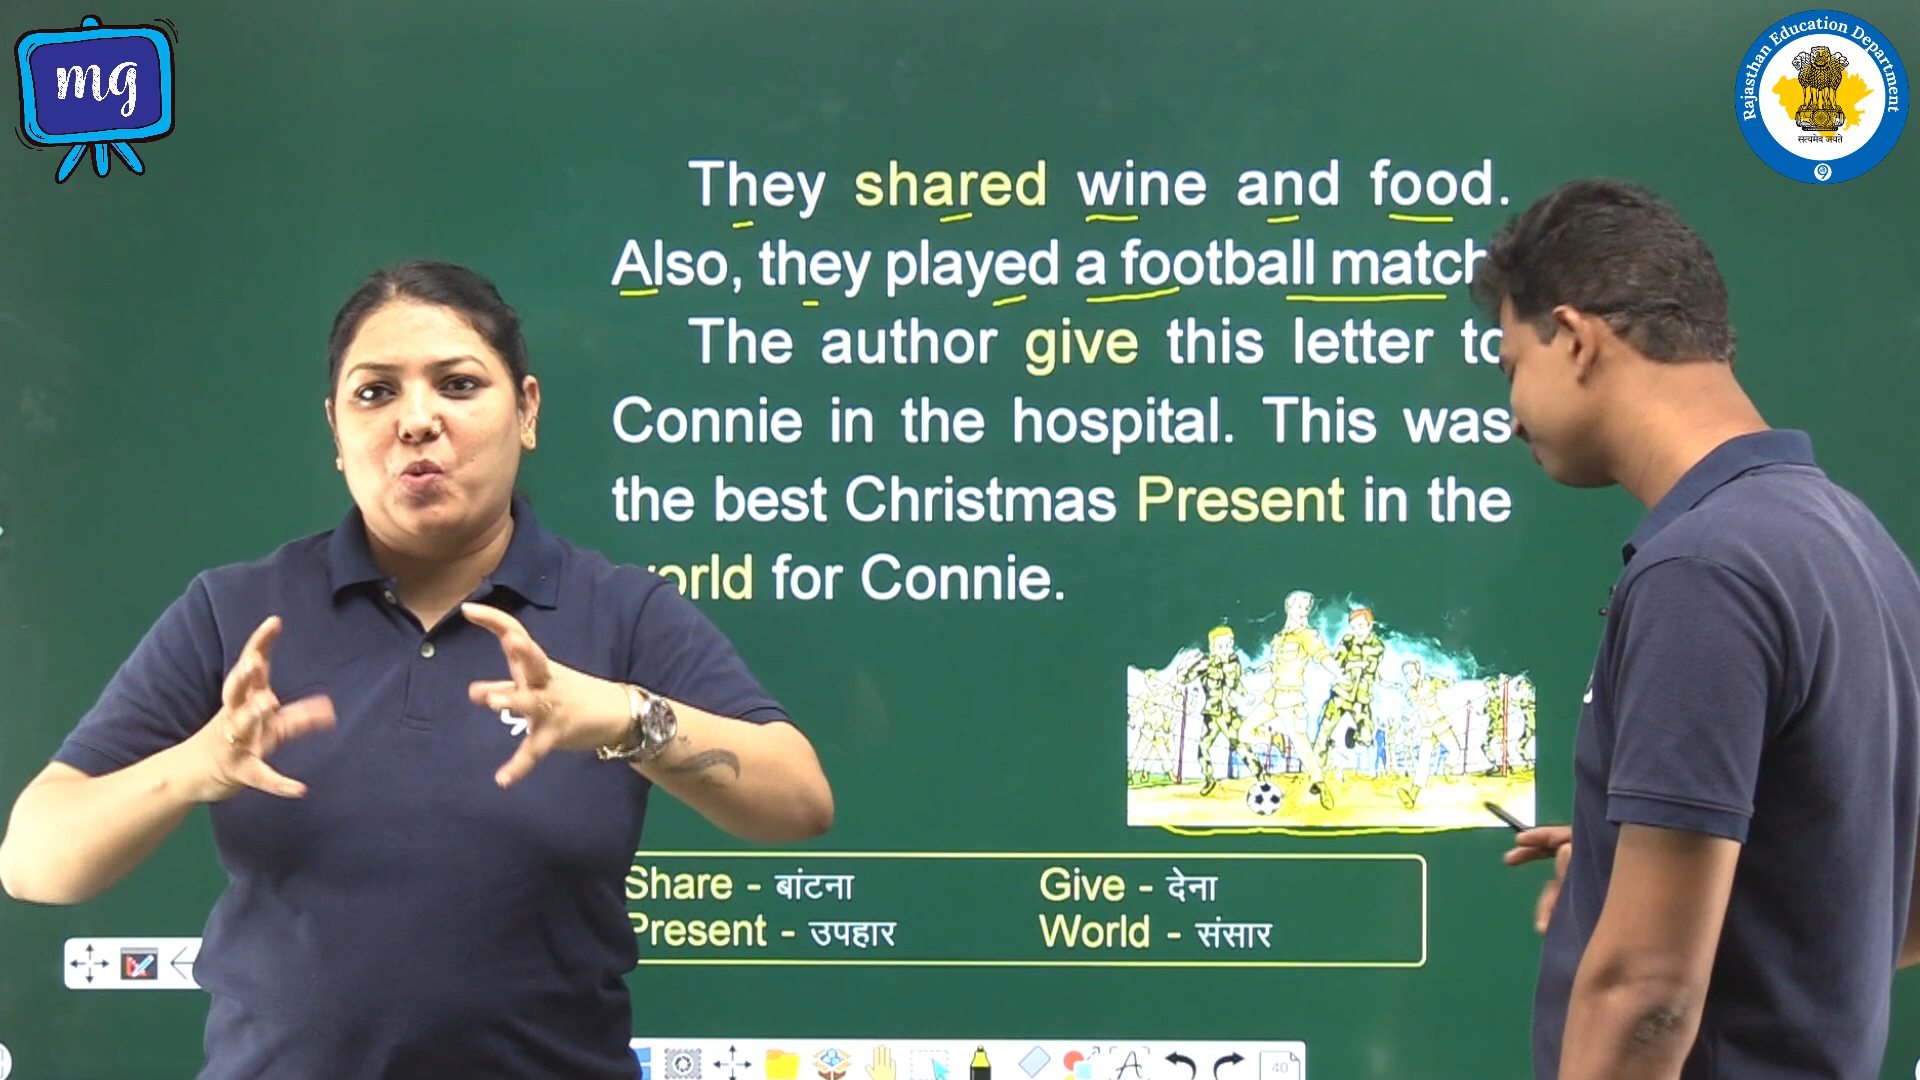 mg
Rajasthan Education Department
सत्यमेव जयते
They shared wine and food.
Also, they played a football match
The author give this letter to
Connie in the hospital. This was
the best Christmas Present in the
for Connie.
Share - बांटना
Give - देना
Present - उपहार
World - संसार
A
40